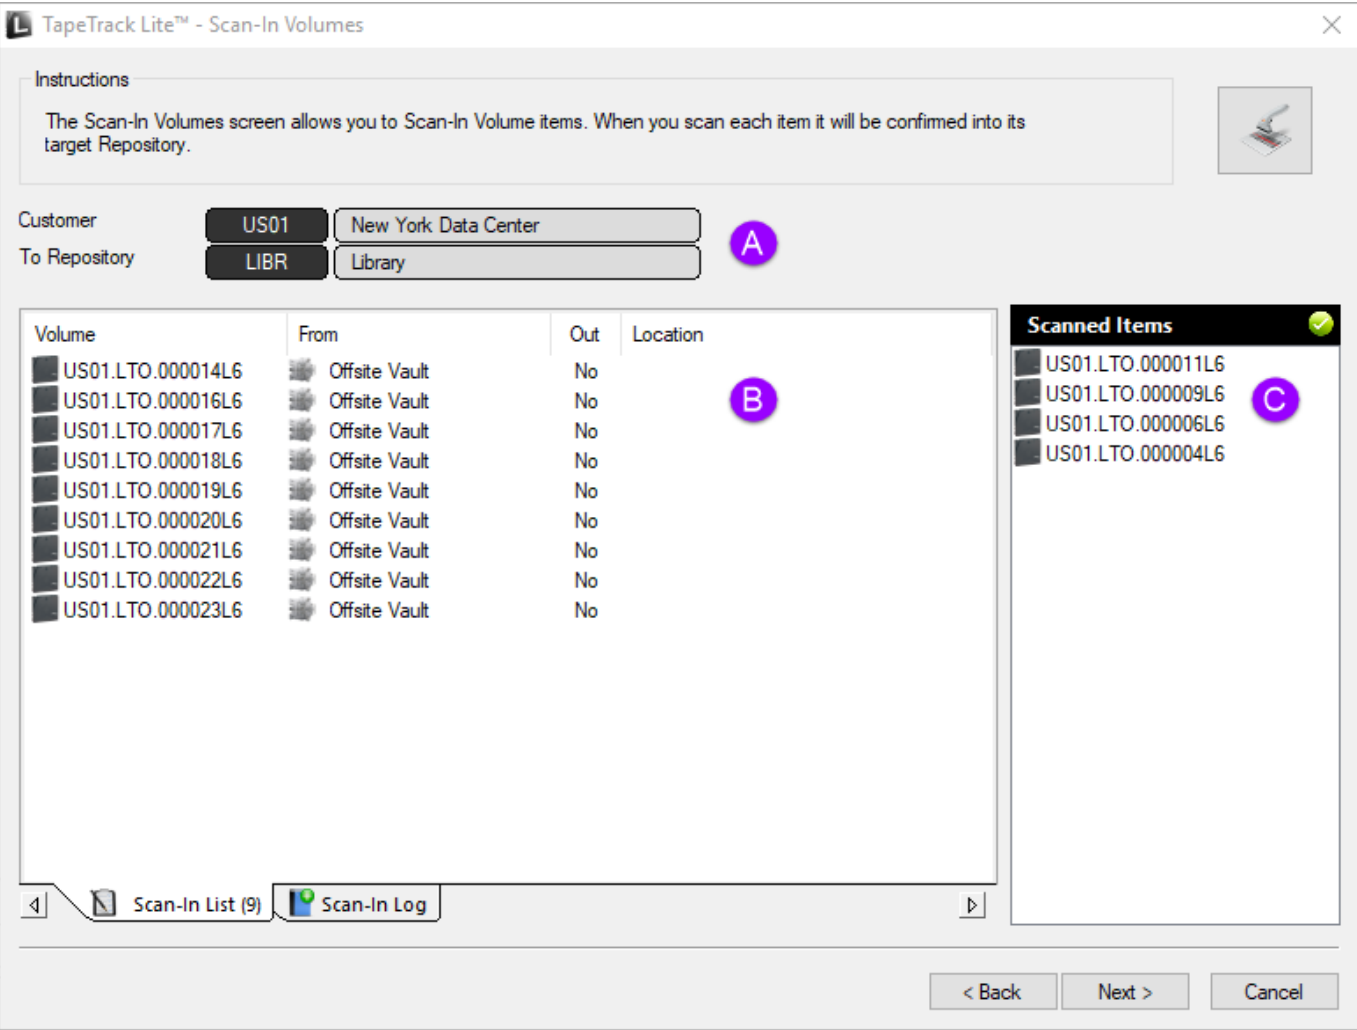 TapeTrack Lite™ - Scan-In Volumes
Instructions
The Scan-In Volumes screen allows you to Scan-In Volume items. When you scan each item it will be confirmed into its
target Repository.
Customer US01 New York Data Center
A
To Repository LIBR Library
Volume From Out Location
US01.LTO.000014L6 Offsite Vault No
US01.LTO.000016L6 Offsite Vault No
B
US01.LTO.000017L6 Offsite Vault No
US01.LTO.000018L6 Offsite Vault No
US01.LTO.000019L6 Offsite Vault No
US01.LTO.000020L6 Offsite Vault No
US01.LTO.000021L6 Offsite Vault No
US01.LTO.000022L6 Offsite Vault No
US01.LTO.000023L6 Offsite Vault No
Scanned Items
US01.LTO.000011L6
US01.LTO.000009L6
C
US01.LTO.000006L6
US01.LTO.000004L6
Scan-In List (9) Scan-In Log
< Back Next > Cancel